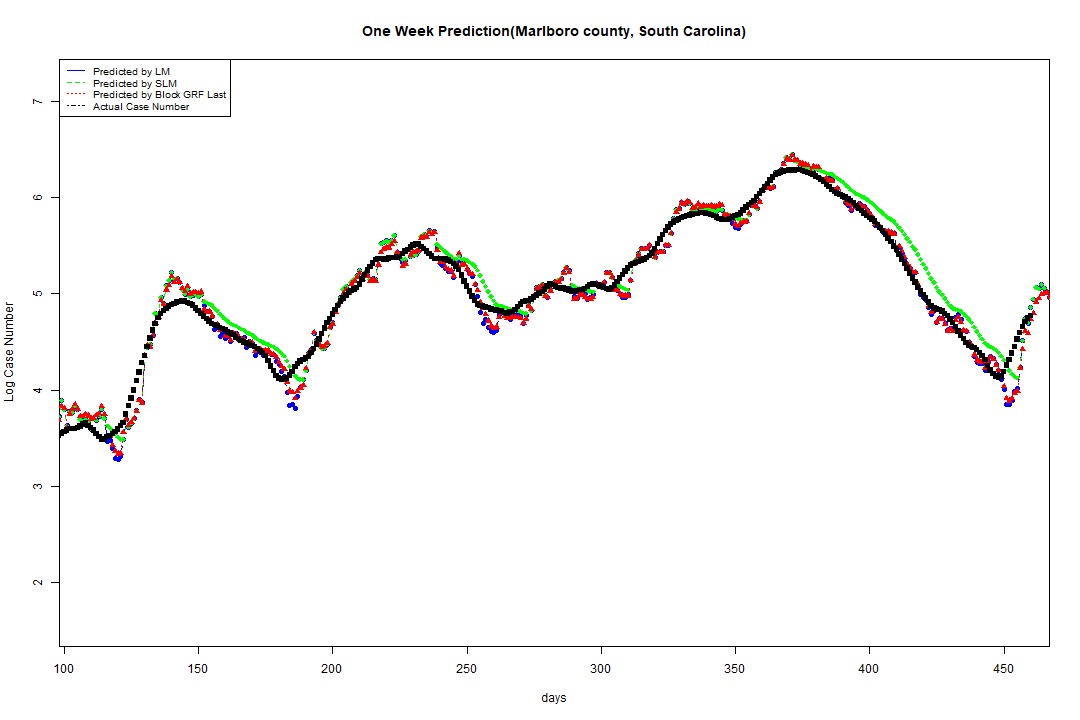 One Week Prediction(Marlboro county, South Carolina)
Predicted by LM
Predicted by SLM
Predicted by Block GRF Last
Actual Case Number
Log Case Number
7
6
5
4
3
2
100 150 200 250 300 350 400 450
days